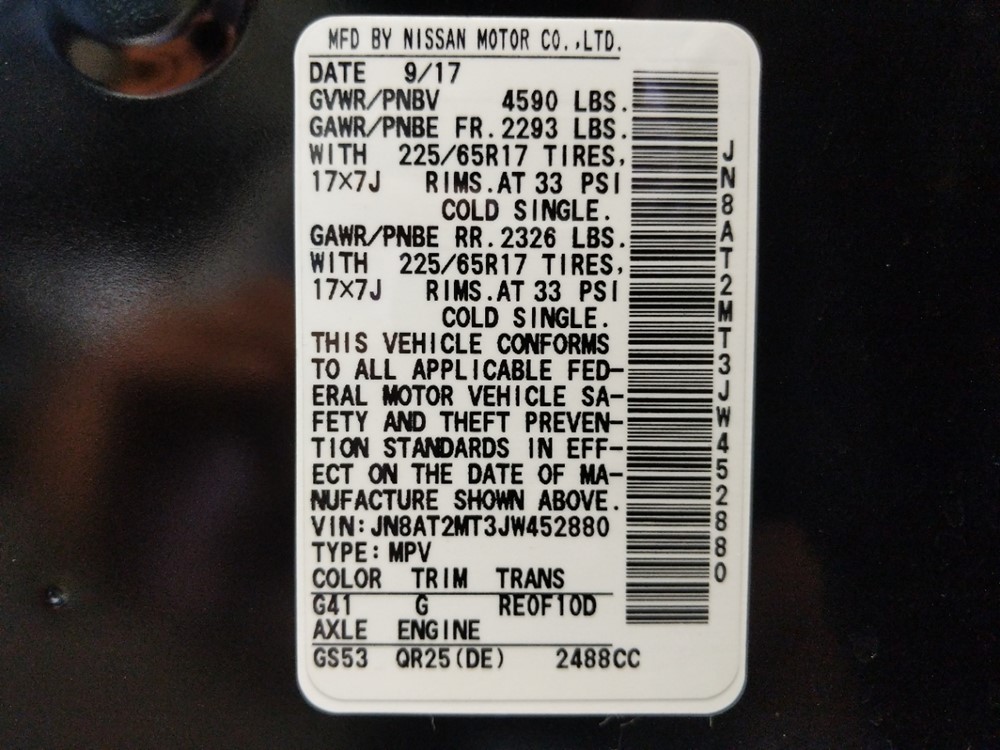 MFD BY NISSAN MOTOR CO.,LTD.
DATE 9/17
GVWR/PNBV 4590 LBS.
GAWR/PNBE FR.2293 LBS.
WITH 225/65R17 TIRES,
17×7J RIMS.AT 33 PSI
COLD SINGLE.
GAWR/PNBE RR.2326 LBS.
WITH 225/65R17 TIRES,
17×7J RIMS.AT 33 PSI
COLD SINGLE.
THIS VEHICLE CONFORMS
TO ALL APPLICABLE FED-
ERAL MOTOR VEHICLE SA-
FETY AND THEFT PREVEN-
TION STANDARDS IN EFF-
ECT ON THE DATE OF MA-
NUFACTURE SHOWN ABOVE.
VIN:JN8AT2MT3JW452880
TYPE:MPV
COLOR TRIM TRANS
G41 G RE0F10D
AXLE ENGINE
GS53 QR25(DE) 2488CC
JN8AT2MT3JW452880